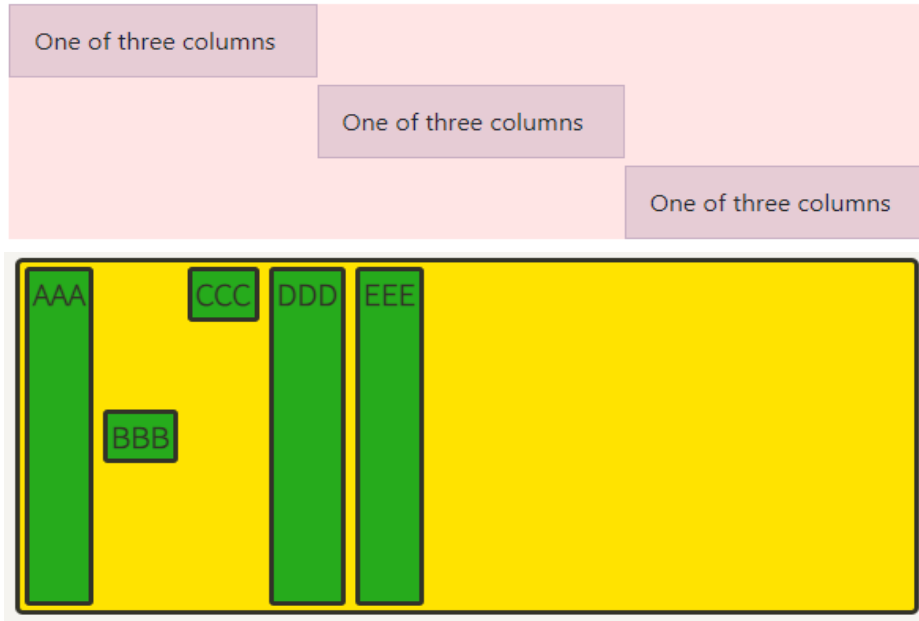 One of three columns
One of three columns
One of three columns
AAA CCC DDD EEE
BBB